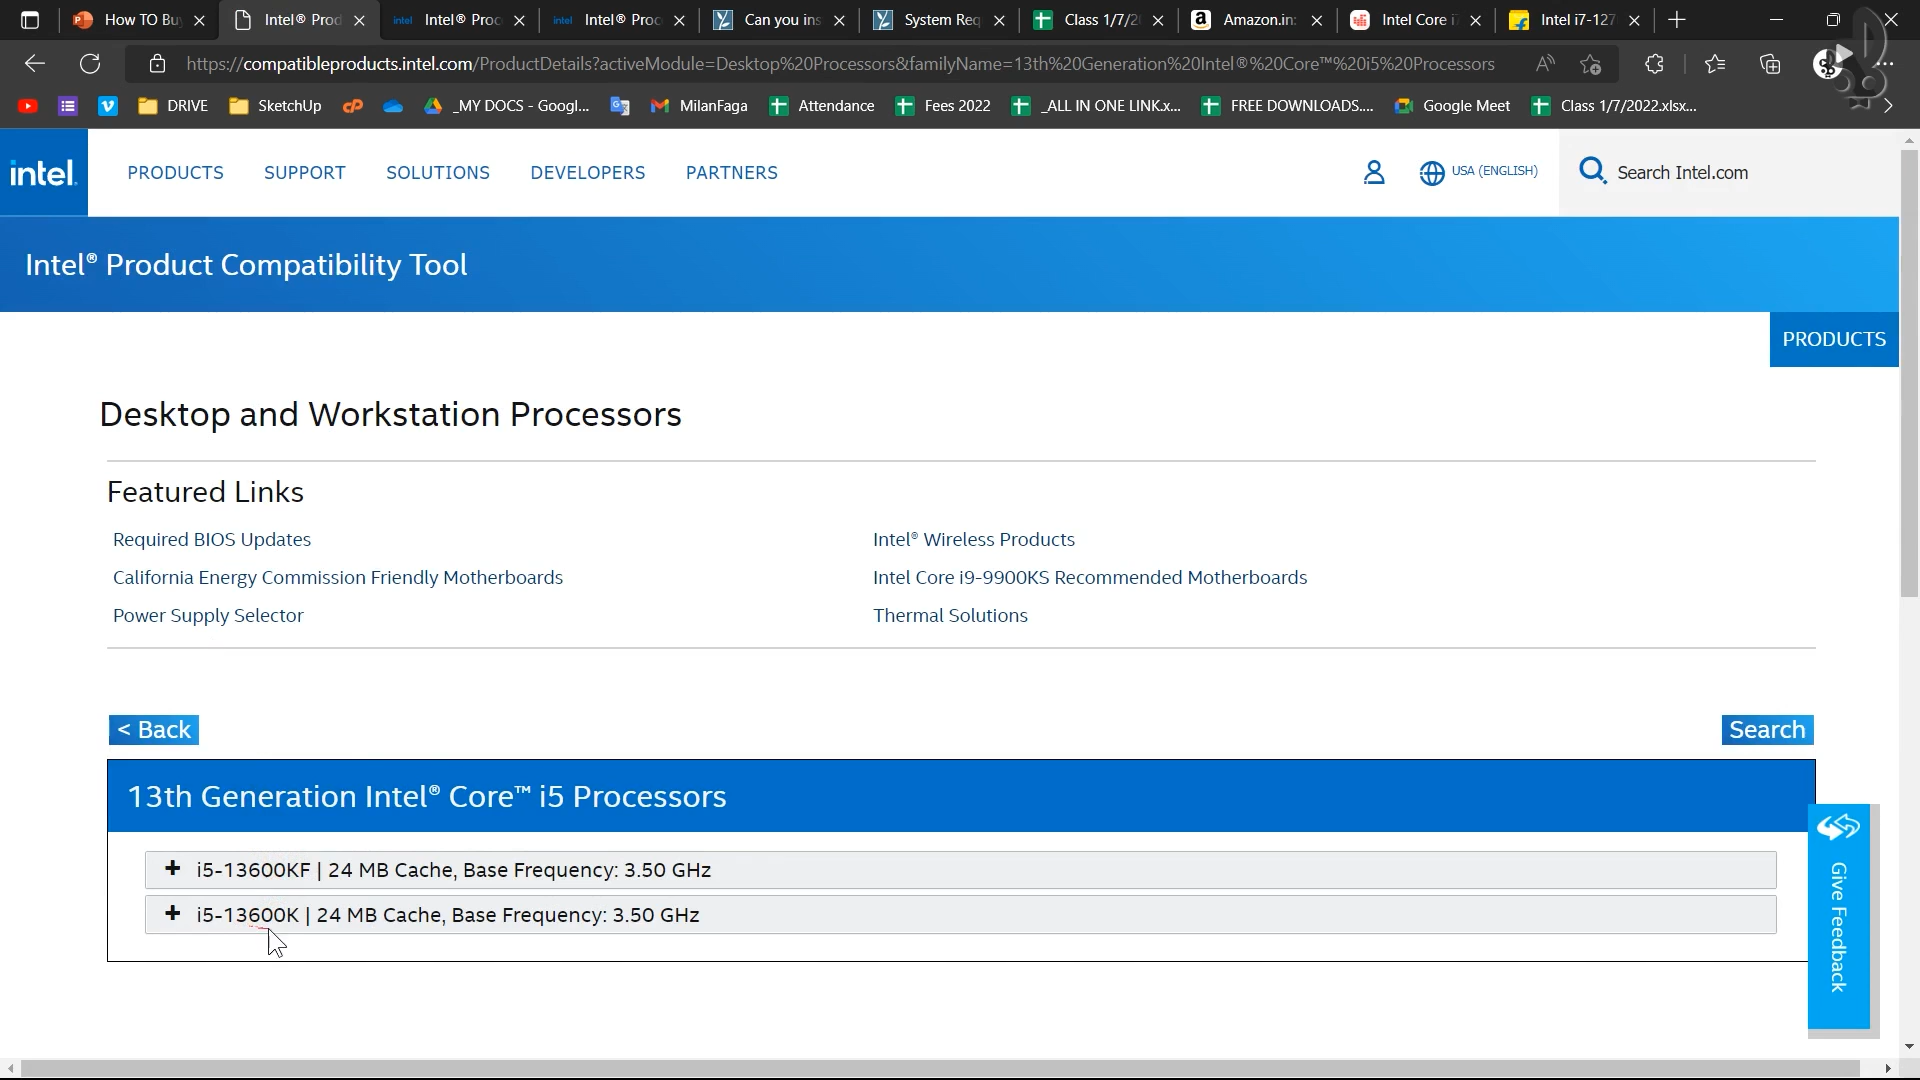 How TO Bu
Intel® Prod
intel Intel® Proc
intel Intel® Proc
Can you ins
System Req
Class 1/7/2
Amazon.in:
Intel Core i
Intel i7-127
https://compatibleproducts.intel.com/ProductDetails?activeModule=Desktop%20Processors&familyName=13th%20Generation%20Intel®%20Core™%20i5%20Processors
DRIVE
SketchUp
_MY DOCS - Googl...
MilanFaga
Attendance
Fees 2022
_ALL IN ONE LINK.x...
FREE DOWNLOADS....
Google Meet
Class 1/7/2022.xlsx...
intel.
PRODUCTS
SUPPORT
SOLUTIONS
DEVELOPERS
PARTNERS
USA (ENGLISH)
Search Intel.com
Intel® Product Compatibility Tool
PRODUCTS
Desktop and Workstation Processors
Featured Links
Required BIOS Updates
Intel® Wireless Products
California Energy Commission Friendly Motherboards
Intel Core i9-9900KS Recommended Motherboards
Power Supply Selector
Thermal Solutions
< Back
Search
13th Generation Intel® Core™ i5 Processors
+ i5-13600KF | 24 MB Cache, Base Frequency: 3.50 GHz
+ i5-13600K | 24 MB Cache, Base Frequency: 3.50 GHz
Give Feedback